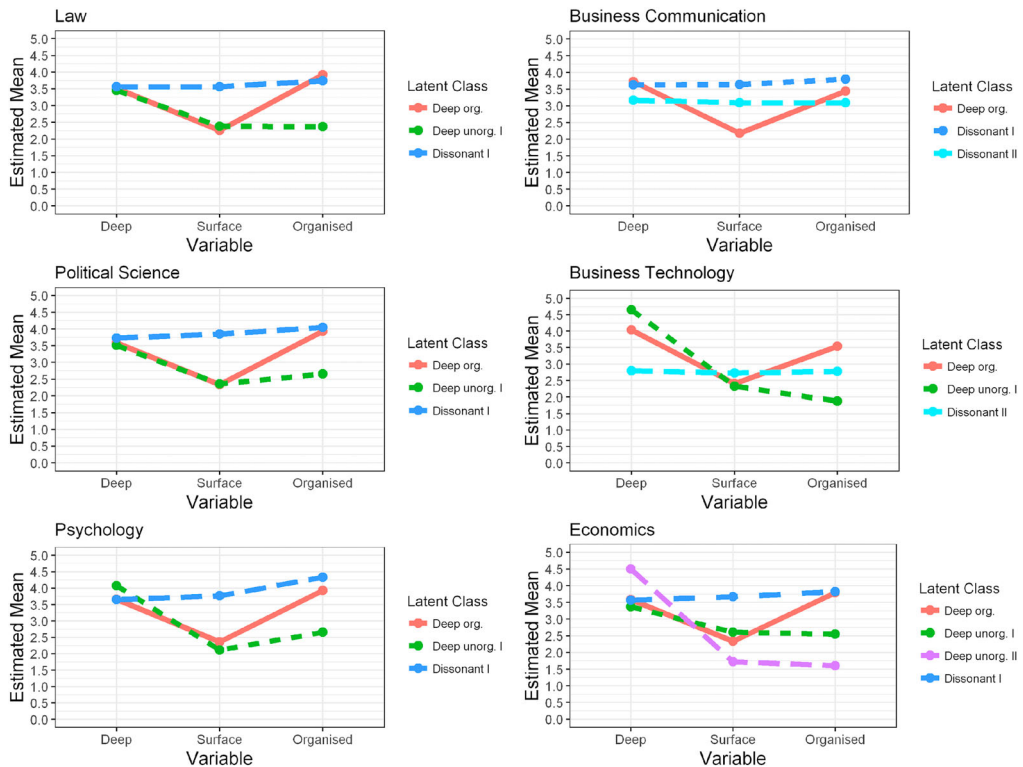 Law
Estimated Mean
5.0
4.5
4.0
3.5
3.0
2.5
2.0
1.5
1.0
0.5
0.0
Deep
Surface
Organised
Variable
Latent Class
Deep org.
Deep unorg. I
Dissonant I
Business Communication
Estimated Mean
5.0
4.5
4.0
3.5
3.0
2.5
2.0
1.5
1.0
0.5
0.0
Deep
Surface
Organised
Variable
Latent Class
Deep org.
Dissonant I
Dissonant II
Political Science
Estimated Mean
5.0
4.5
4.0
3.5
3.0
2.5
2.0
1.5
1.0
0.5
0.0
Deep
Surface
Organised
Variable
Latent Class
Deep org.
Deep unorg. I
Dissonant I
Business Technology
Estimated Mean
5.0
4.5
4.0
3.5
3.0
2.5
2.0
1.5
1.0
0.5
0.0
Deep
Surface
Organised
Variable
Latent Class
Deep org.
Deep unorg. I
Dissonant II
Psychology
Estimated Mean
5.0
4.5
4.0
3.5
3.0
2.5
2.0
1.5
1.0
0.5
0.0
Deep
Surface
Organised
Variable
Latent Class
Deep org.
Deep unorg. I
Dissonant I
Economics
Estimated Mean
5.0
4.5
4.0
3.5
3.0
2.5
2.0
1.5
1.0
0.5
0.0
Deep
Surface
Organised
Variable
Latent Class
Deep org.
Deep unorg. I
Deep unorg. II
Dissonant I